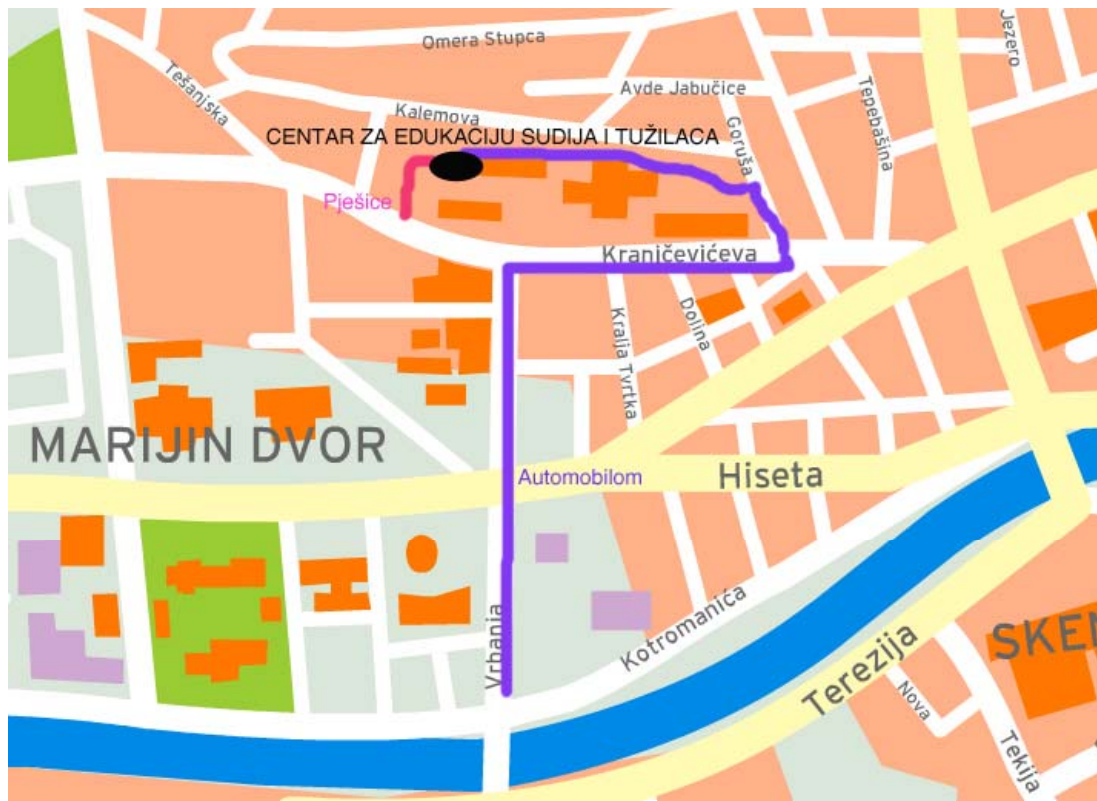 Omera Stupca
Jezero
Tešanjska
Avde Jabučice
Tepebašina
Kalemova
Goruša
CENTAR ZA EDUKACIJU SUDIJA I TUŽILACA
Pješice
Kraničevićeva
Dolina
Kralja Tvrtka
MARIJIN DVOR
Automobilom
Hiseta
Vrbanja
Kotromanića
Terezija
SKEN
Nova
Tekija